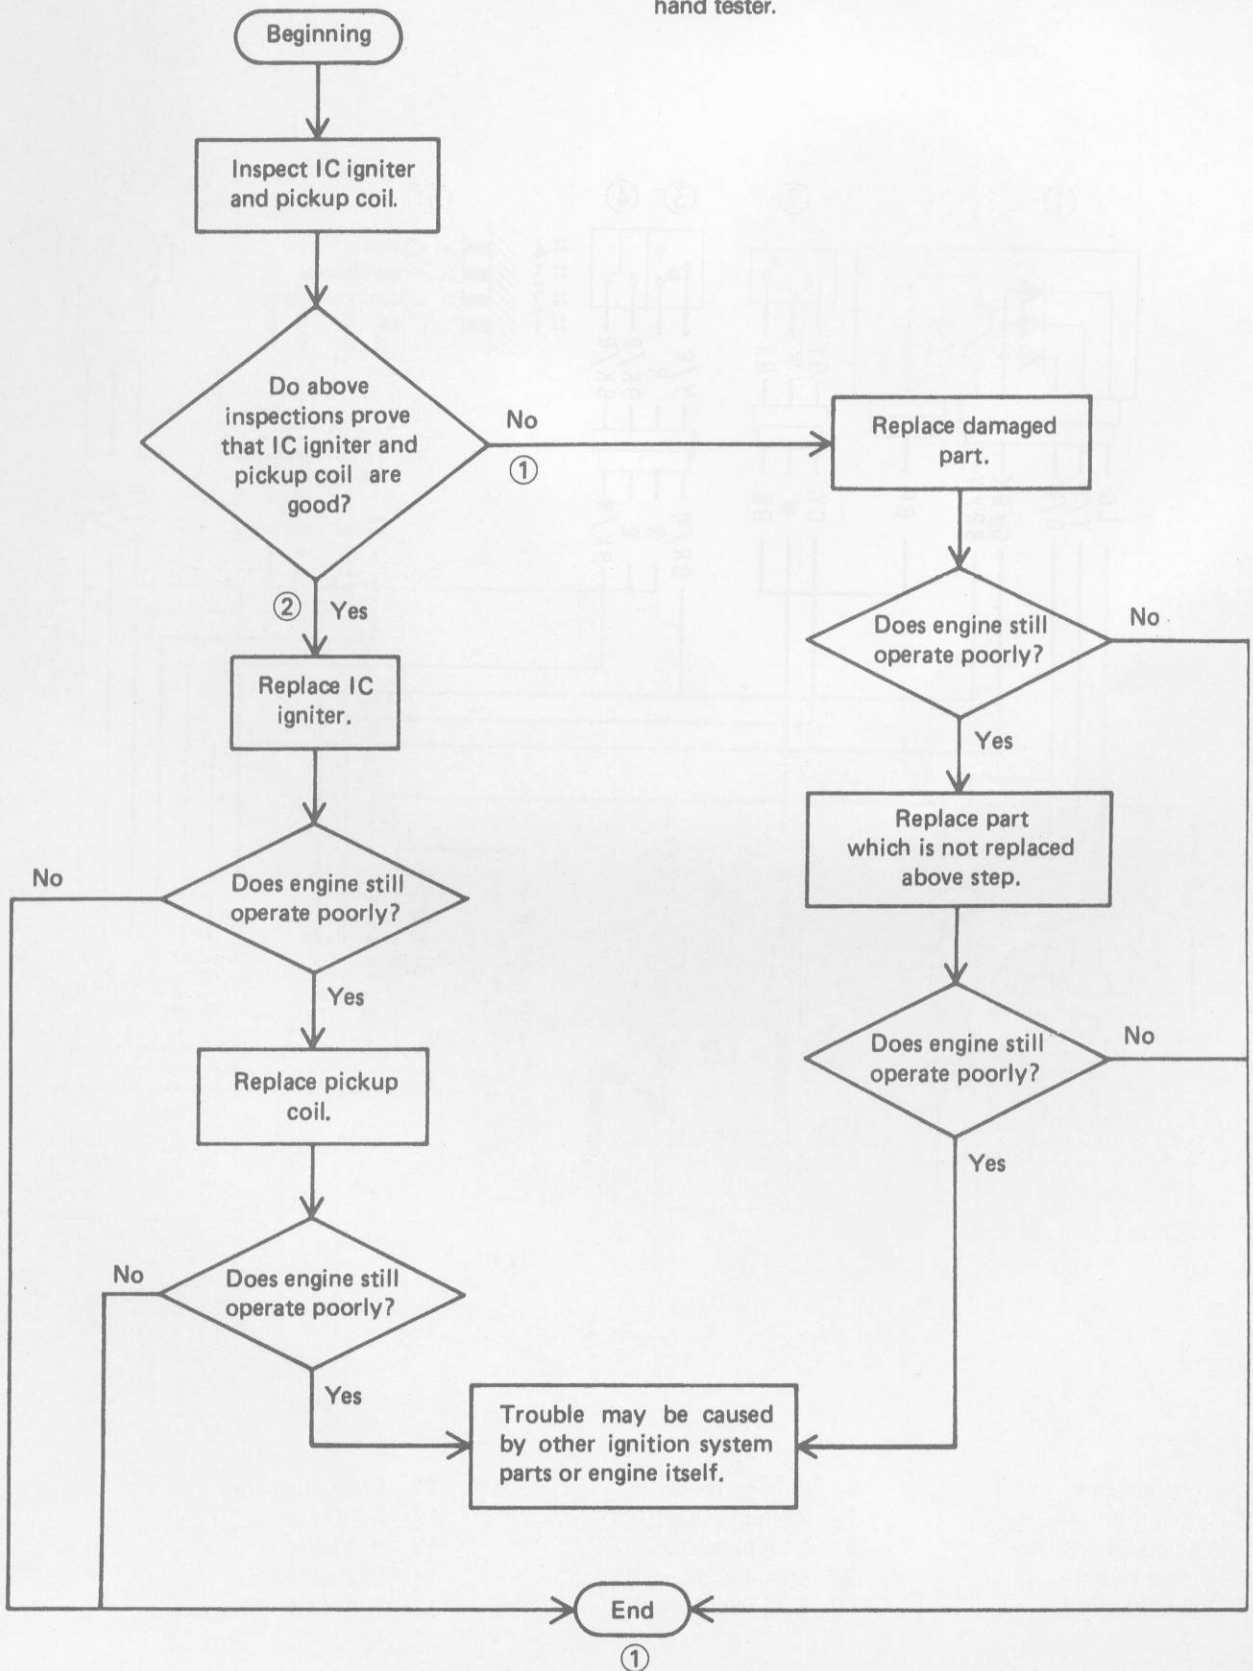 hand tester.
Beginning
Inspect IC igniter
and pickup coil.
Do above
inspections prove
that IC igniter and
pickup coil are
good?
No
①
Replace damaged
part.
②
Yes
Does engine still
operate poorly?
No
Replace IC
igniter.
Yes
Replace part
which is not replaced
above step.
No
Does engine still
operate poorly?
Yes
Does engine still
operate poorly?
No
Replace pickup
coil.
Yes
No
Does engine still
operate poorly?
Yes
Trouble may be caused
by other ignition system
parts or engine itself.
End
①